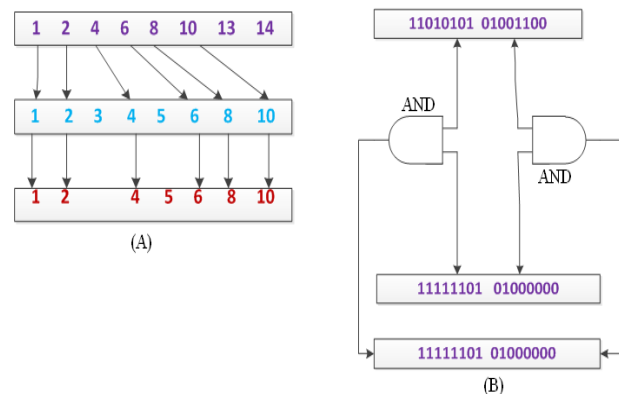 1 2 4 6 8 10 13 14
1 2 3 4 5 6 8 10
1 2 4 5 6 8 10
(A)
11010101 01001100
AND
AND
11111101 01000000
11111101 01000000
(B)